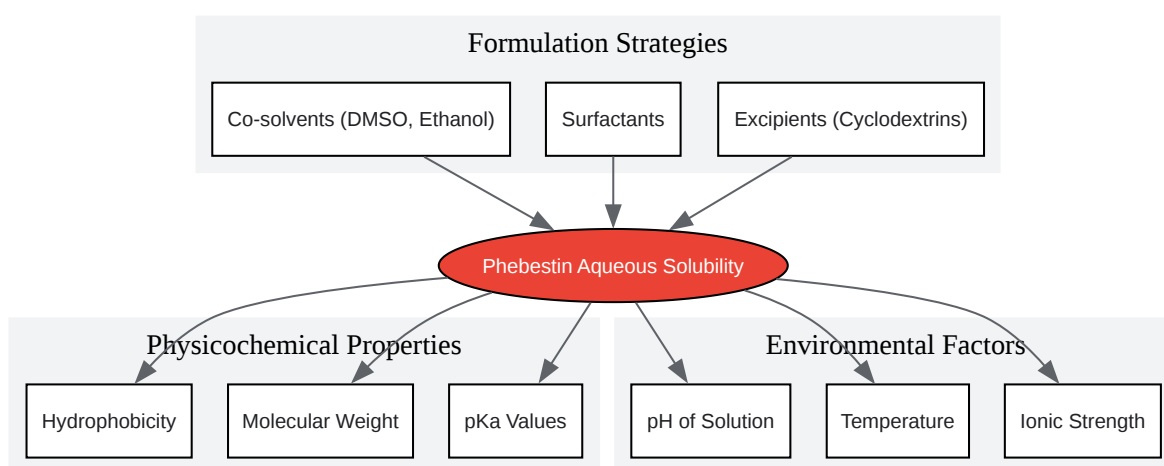 Formulation Strategies
Co-solvents (DMSO, Ethanol)
Surfactants
Excipients (Cyclodextrins)
Phebestin Aqueous Solubility
Physicochemical Properties
Environmental Factors
Hydrophobicity
Molecular Weight
pKa Values
pH of Solution
Temperature
Ionic Strength